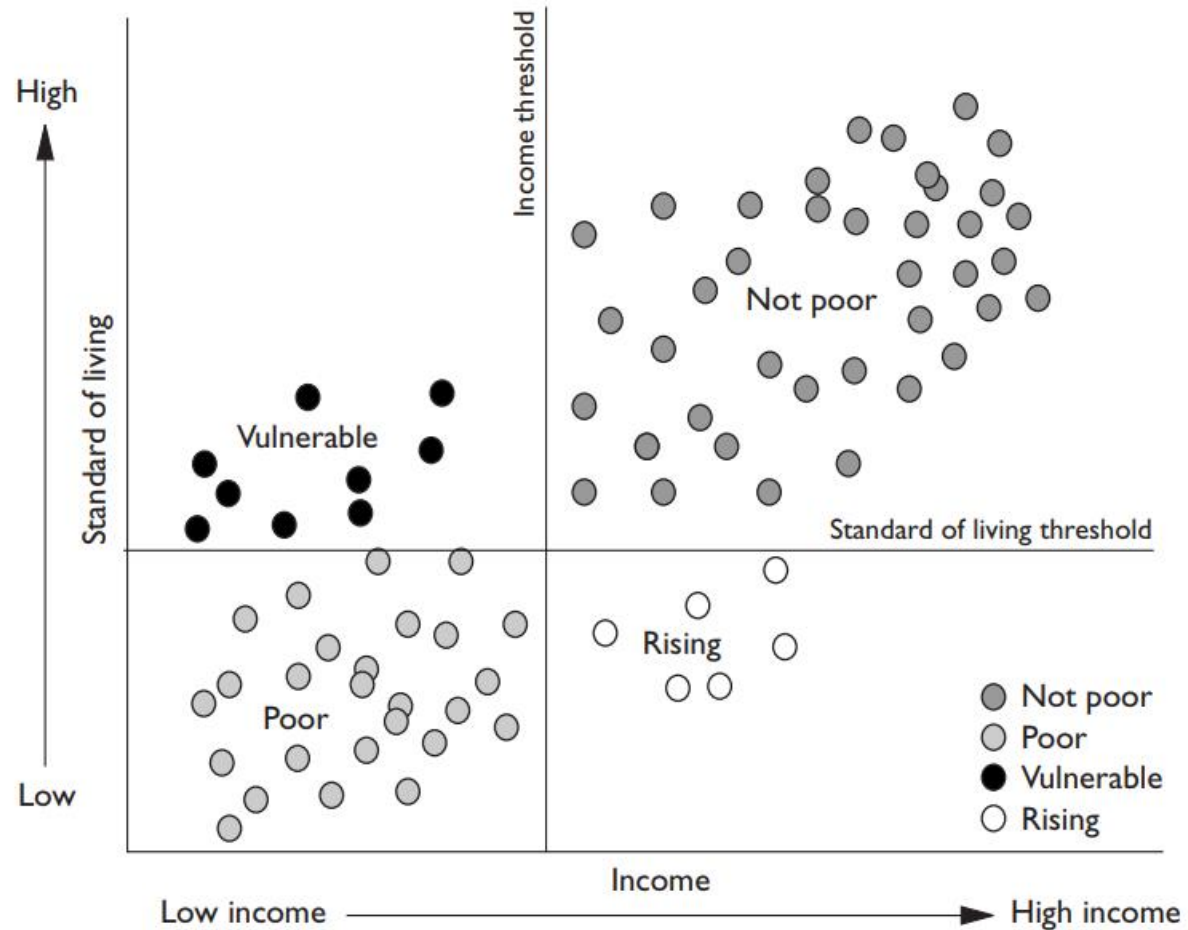 High
Income threshold
Standard of living
Not poor
Vulnerable
Standard of living threshold
Rising
Poor
Not poor
Poor
Vulnerable
Rising
Low
Income
Low income
High income